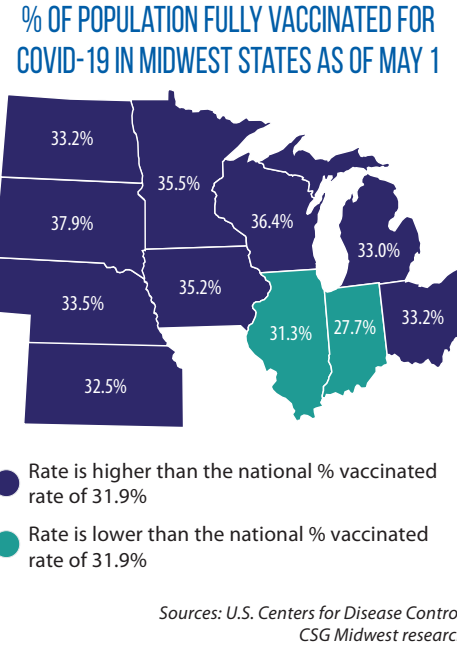 % OF POPULATION FULLY VACCINATED FOR
COVID-19 IN MIDWEST STATES AS OF MAY 1
33.2%
35.5%
37.9%
36.4%
33.0%
35.2%
33.5%
31.3%
27.7%
33.2%
32.5%
Rate is higher than the national % vaccinated
rate of 31.9%
Rate is lower than the national % vaccinated
rate of 31.9%
Sources: U.S. Centers for Disease Contro
CSG Midwest researc